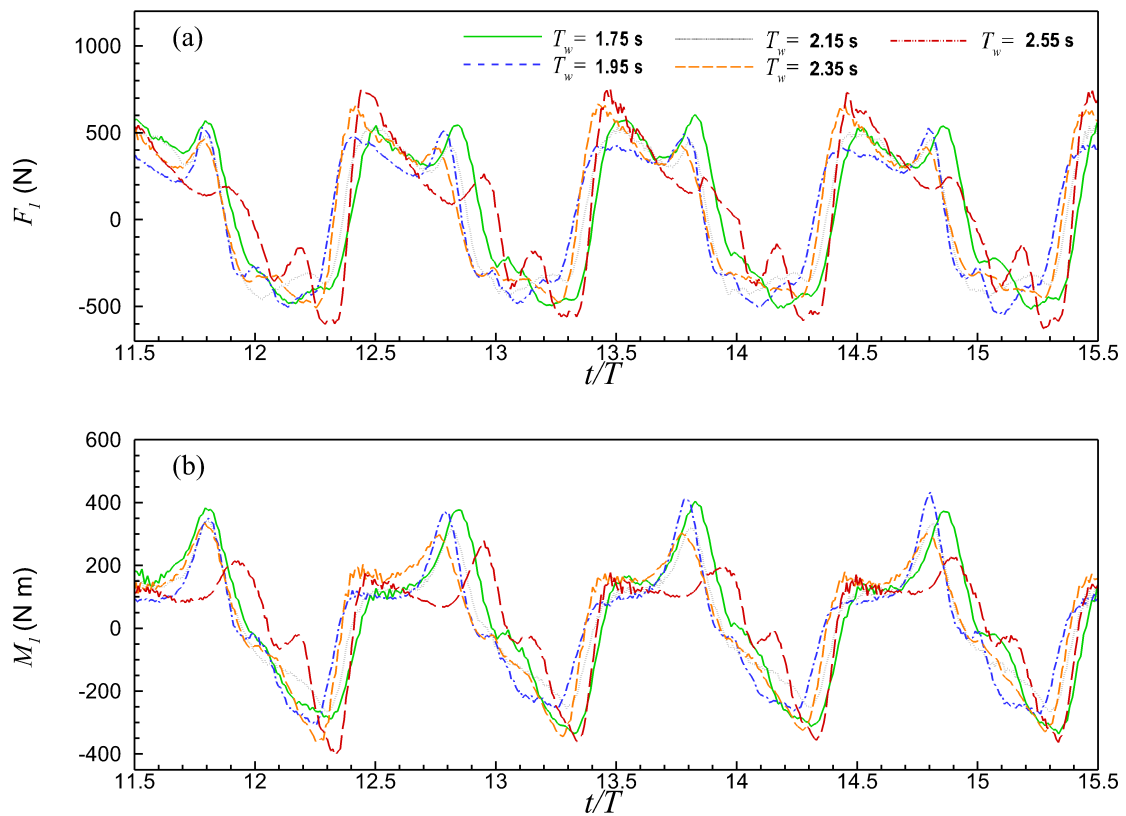 (a)
T_w = 1.75 s
T_w = 2.15 s
T_w = 2.55 s
T_w = 1.95 s
T_w = 2.35 s
1000
500
0
-500
F_1 (N)
11.5 12 12.5 13 13.5 14 14.5 15 15.5
t/T
(b)
600
400
200
0
-200
-400
M_1 (N m)
11.5 12 12.5 13 13.5 14 14.5 15 15.5
t/T